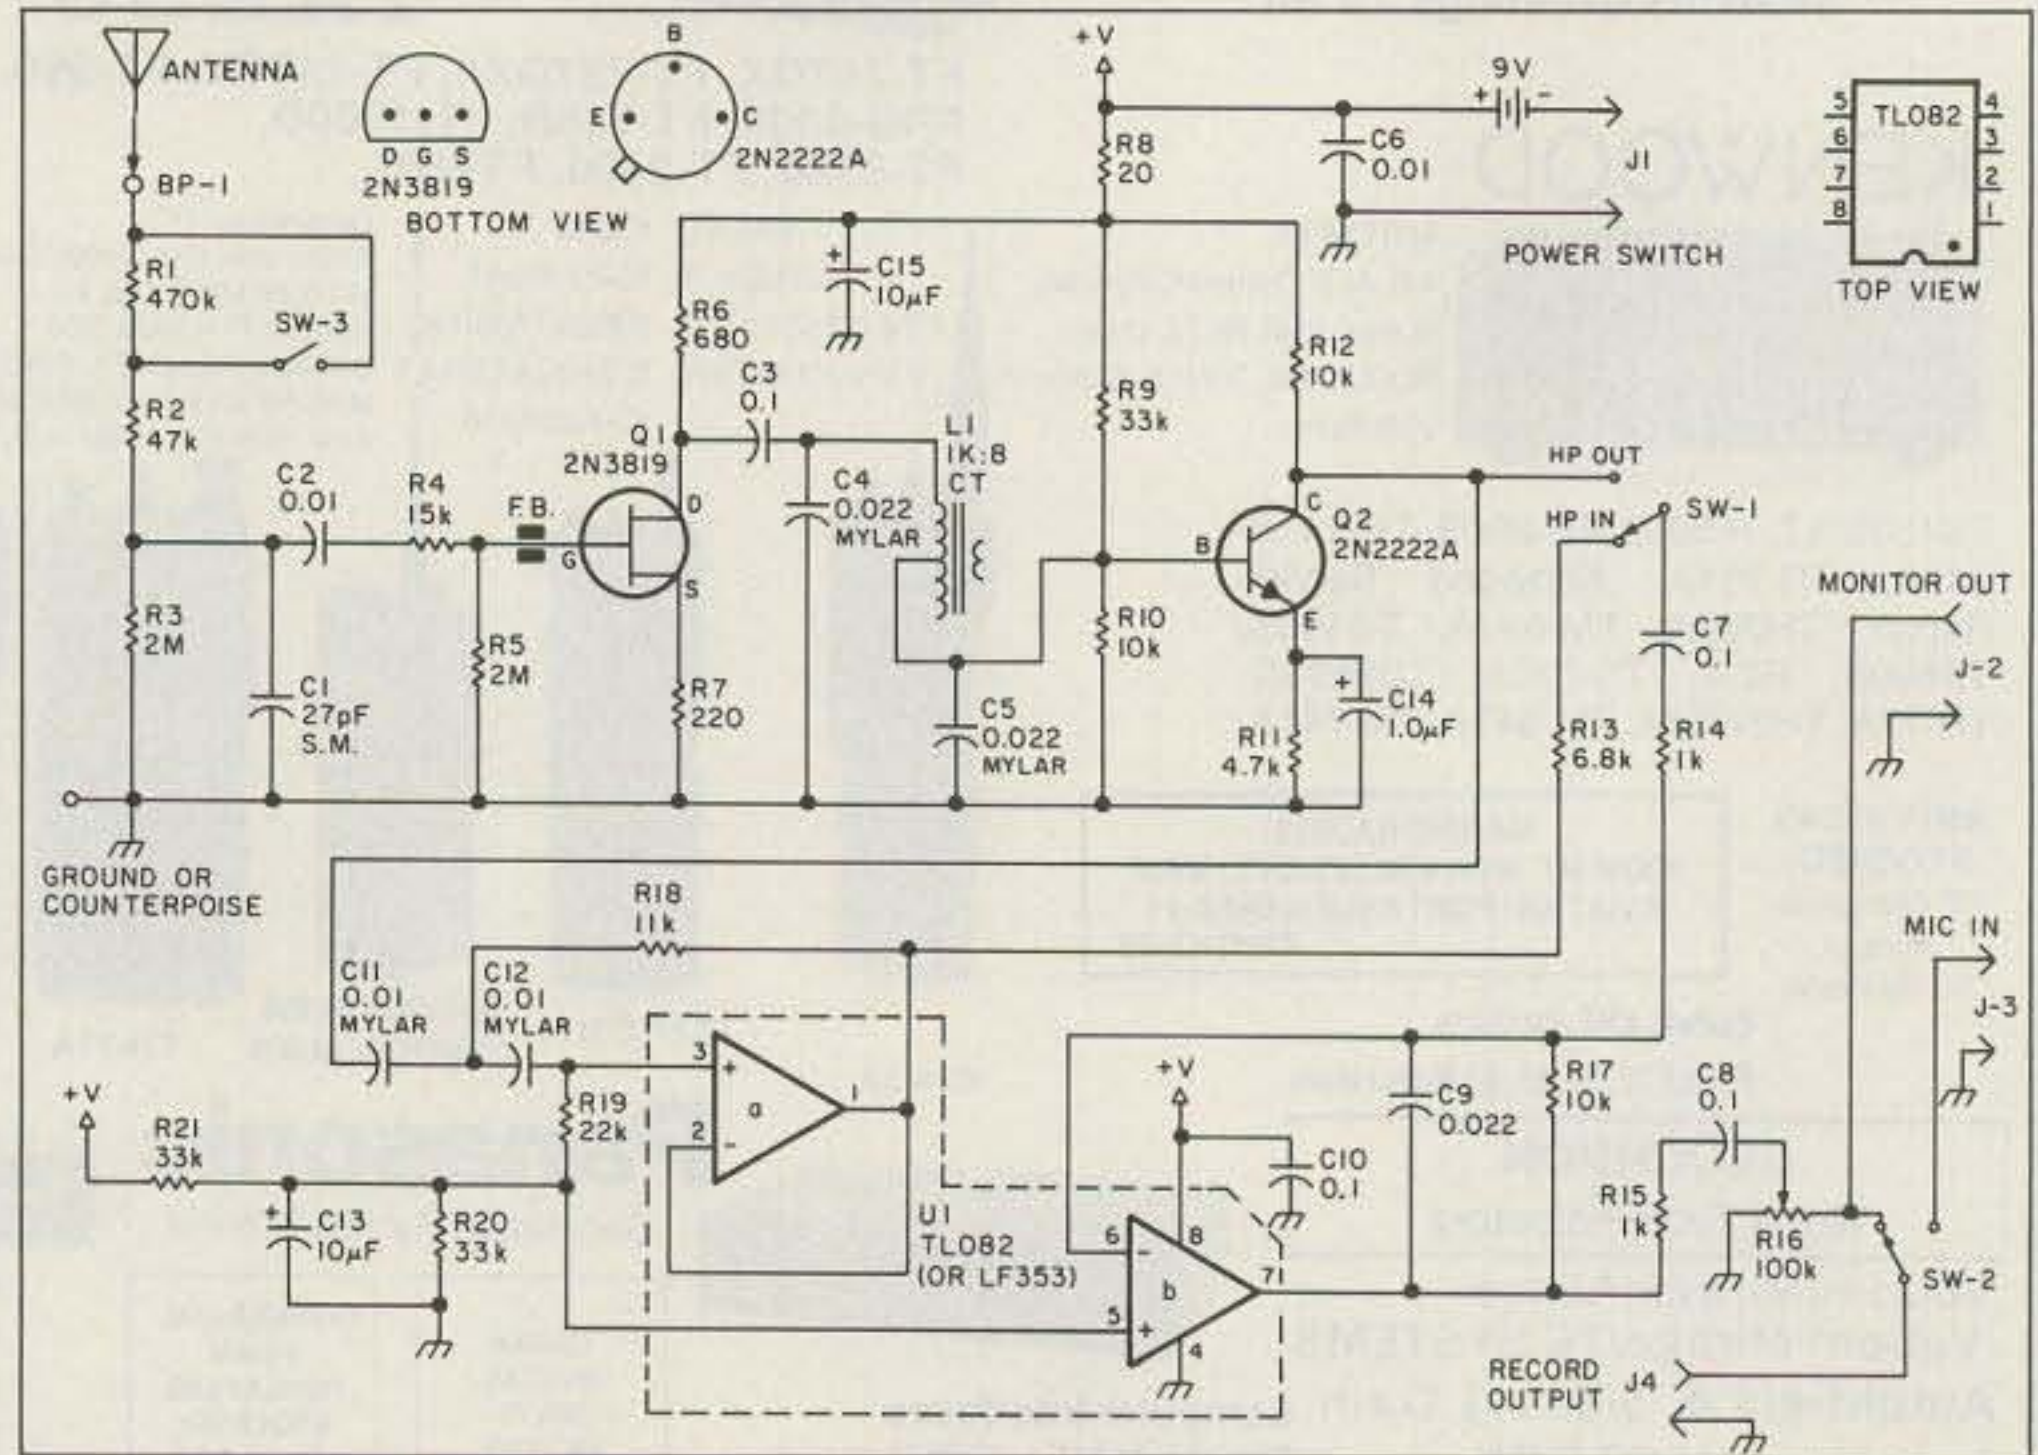 ANTENNA
BP-1
R1
470k
SW-3
R2
47k
R3
2M
C2
0.01
R4
15k
F.B.
C1
27pF
S.M.
R5
2M
GROUND OR
COUNTERPOISE
D G S
2N3819
B
E
C
2N2222A
BOTTOM VIEW
+V
R8
20
9V
+
-
C6
0.01
J1
POWER SWITCH
5
6
7
8
TL082
4
3
2
1
TOP VIEW
+
C15
10µF
R6
680
C3
0.1
Q1
2N3819
D
G
S
R7
220
C4
0.022
MYLAR
L1
1K:8
CT
C5
0.022
MYLAR
R9
33k
R10
10k
R12
10k
B
C
E
Q2
2N2222A
R11
4.7k
+
C14
1.0µF
HP OUT
HP IN
SW-1
C7
0.1
R13
6.8k
R14
1k
MONITOR OUT
J-2
MIC IN
J-3
R18
11k
C11
0.01
MYLAR
C12
0.01
MYLAR
+V
R21
33k
+
C13
10µF
R20
33k
R19
22k
3
+
a
1
2
-
U1
TL082
(OR LF353)
+V
C10
0.1
6
-
8
b
7
5
+
4
C9
0.022
R17
10k
C8
0.1
R15
1k
R16
100k
SW-2
RECORD
OUTPUT
J4